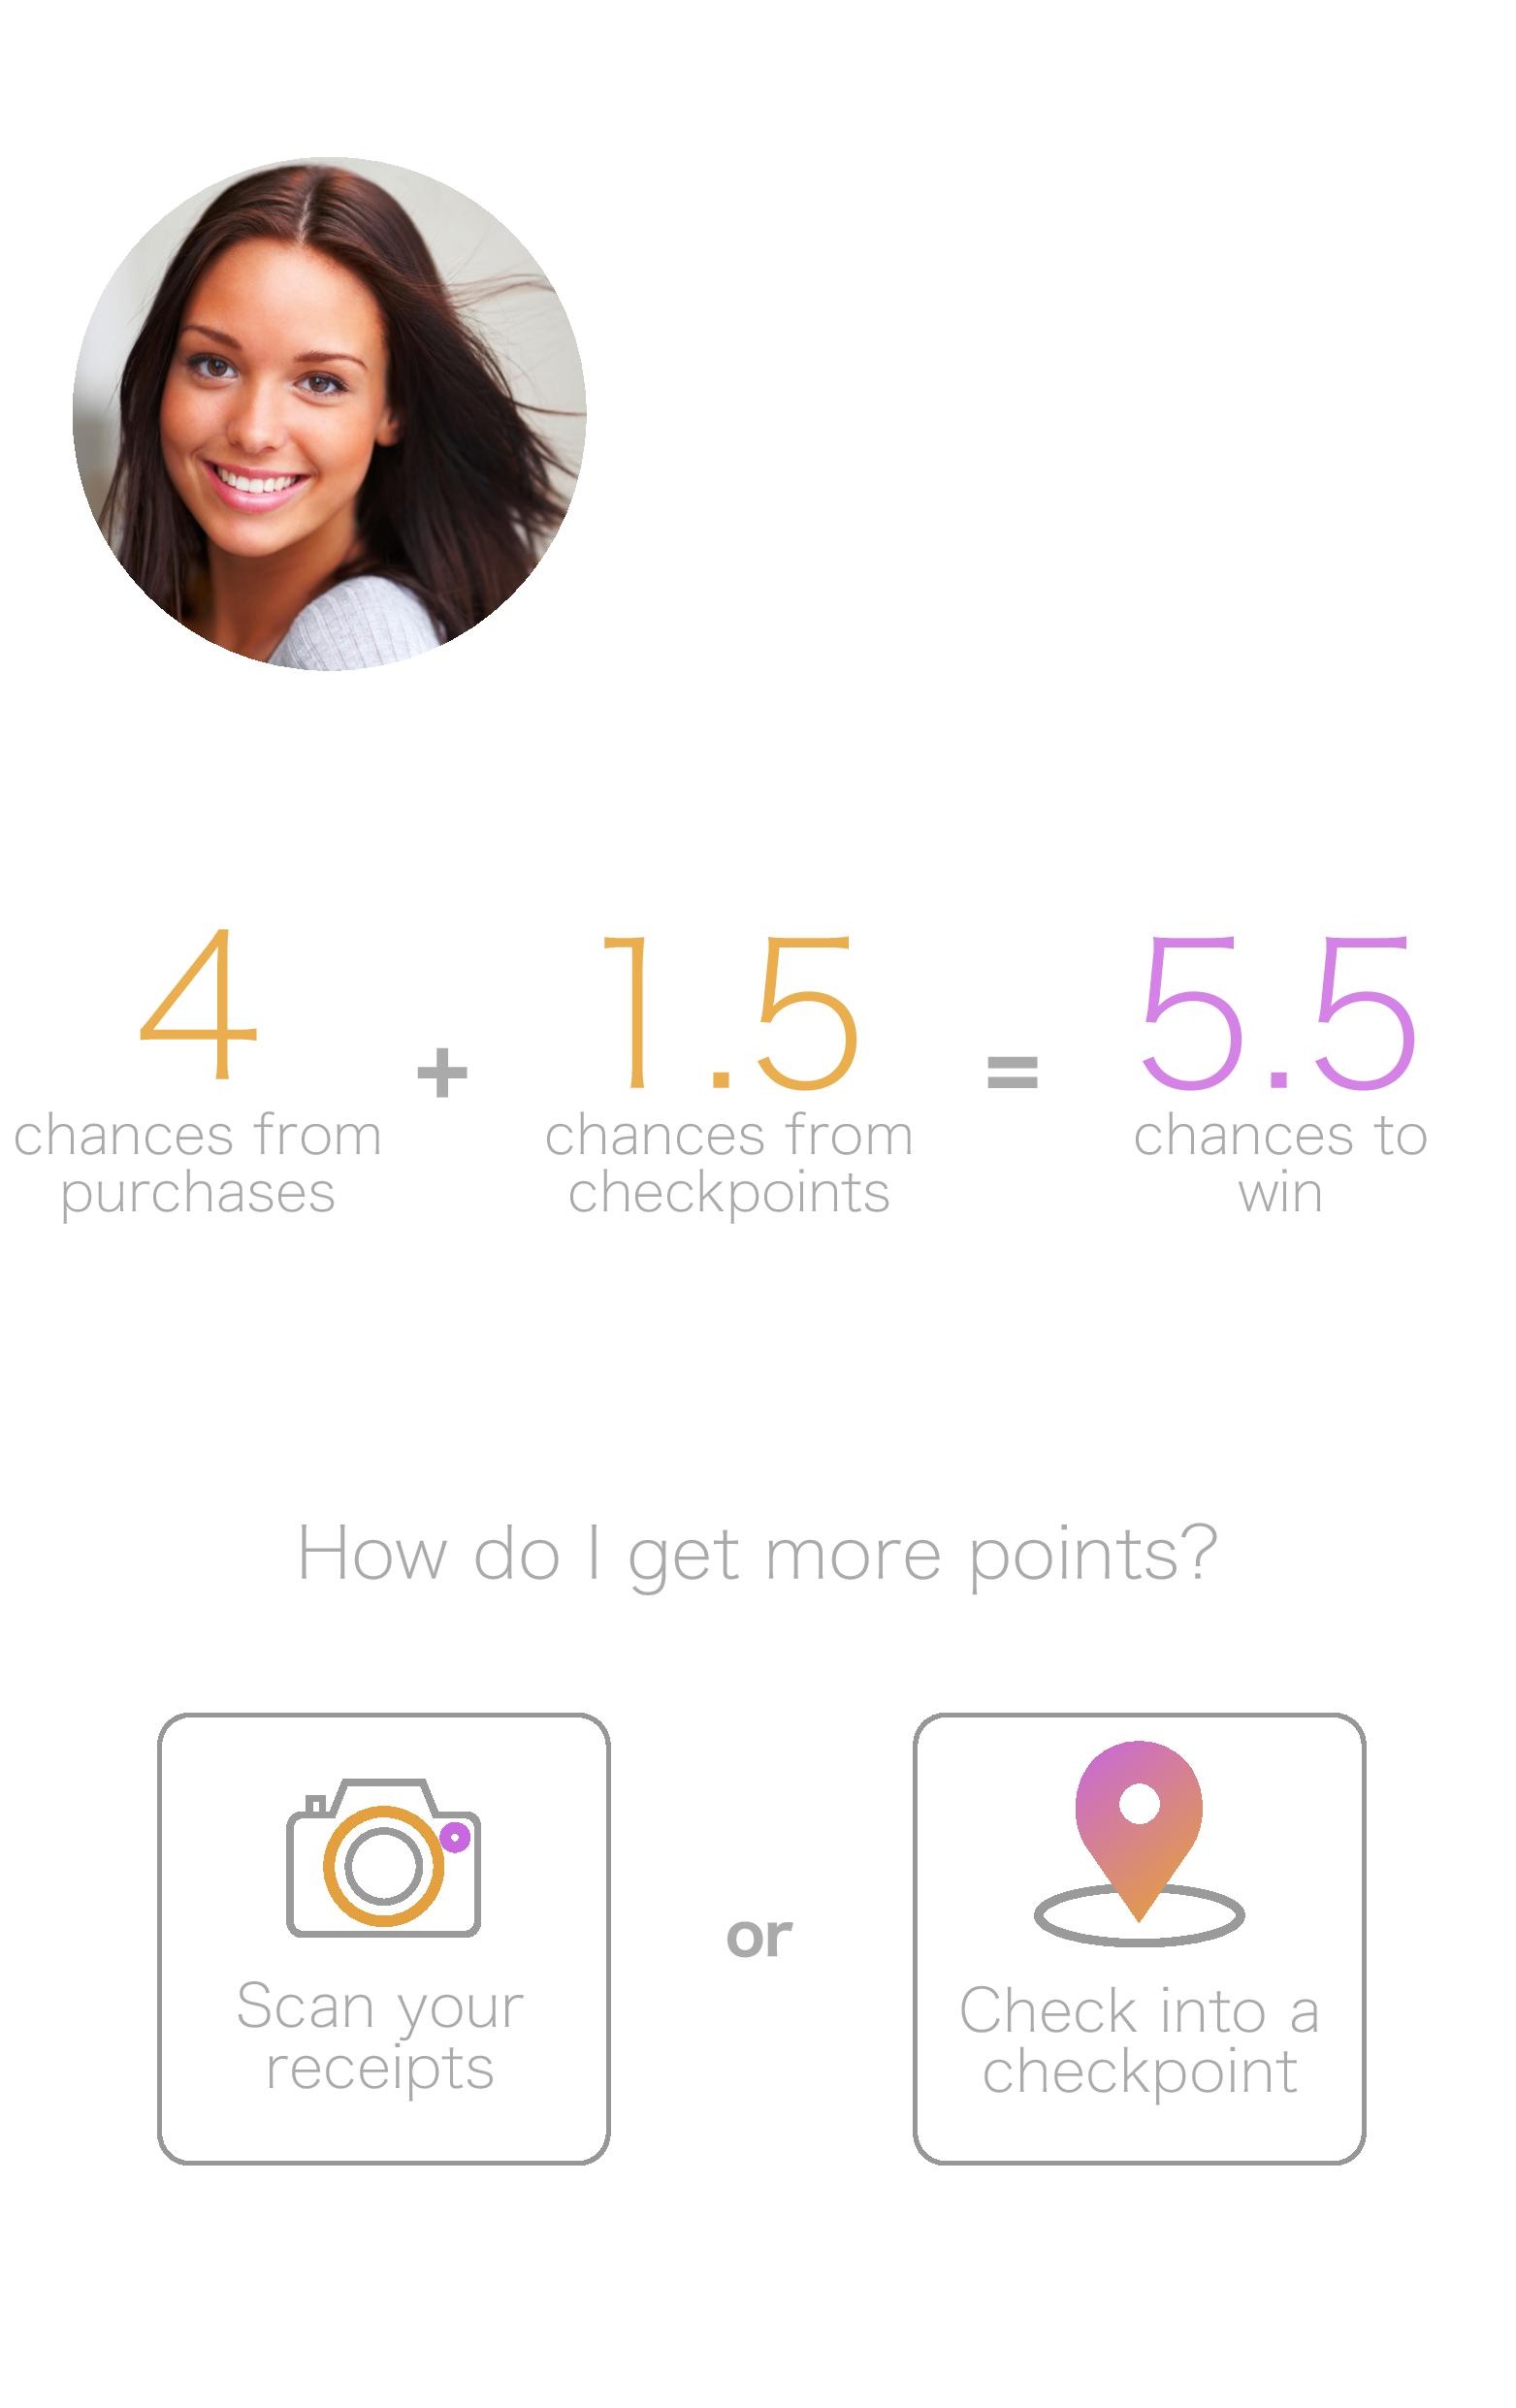 4 + 1.5 = 5.5
chances from
purchases
chances from
checkpoints
chances to
win
How do I get more points?
Scan your
receipts
or
Check into a
checkpoint